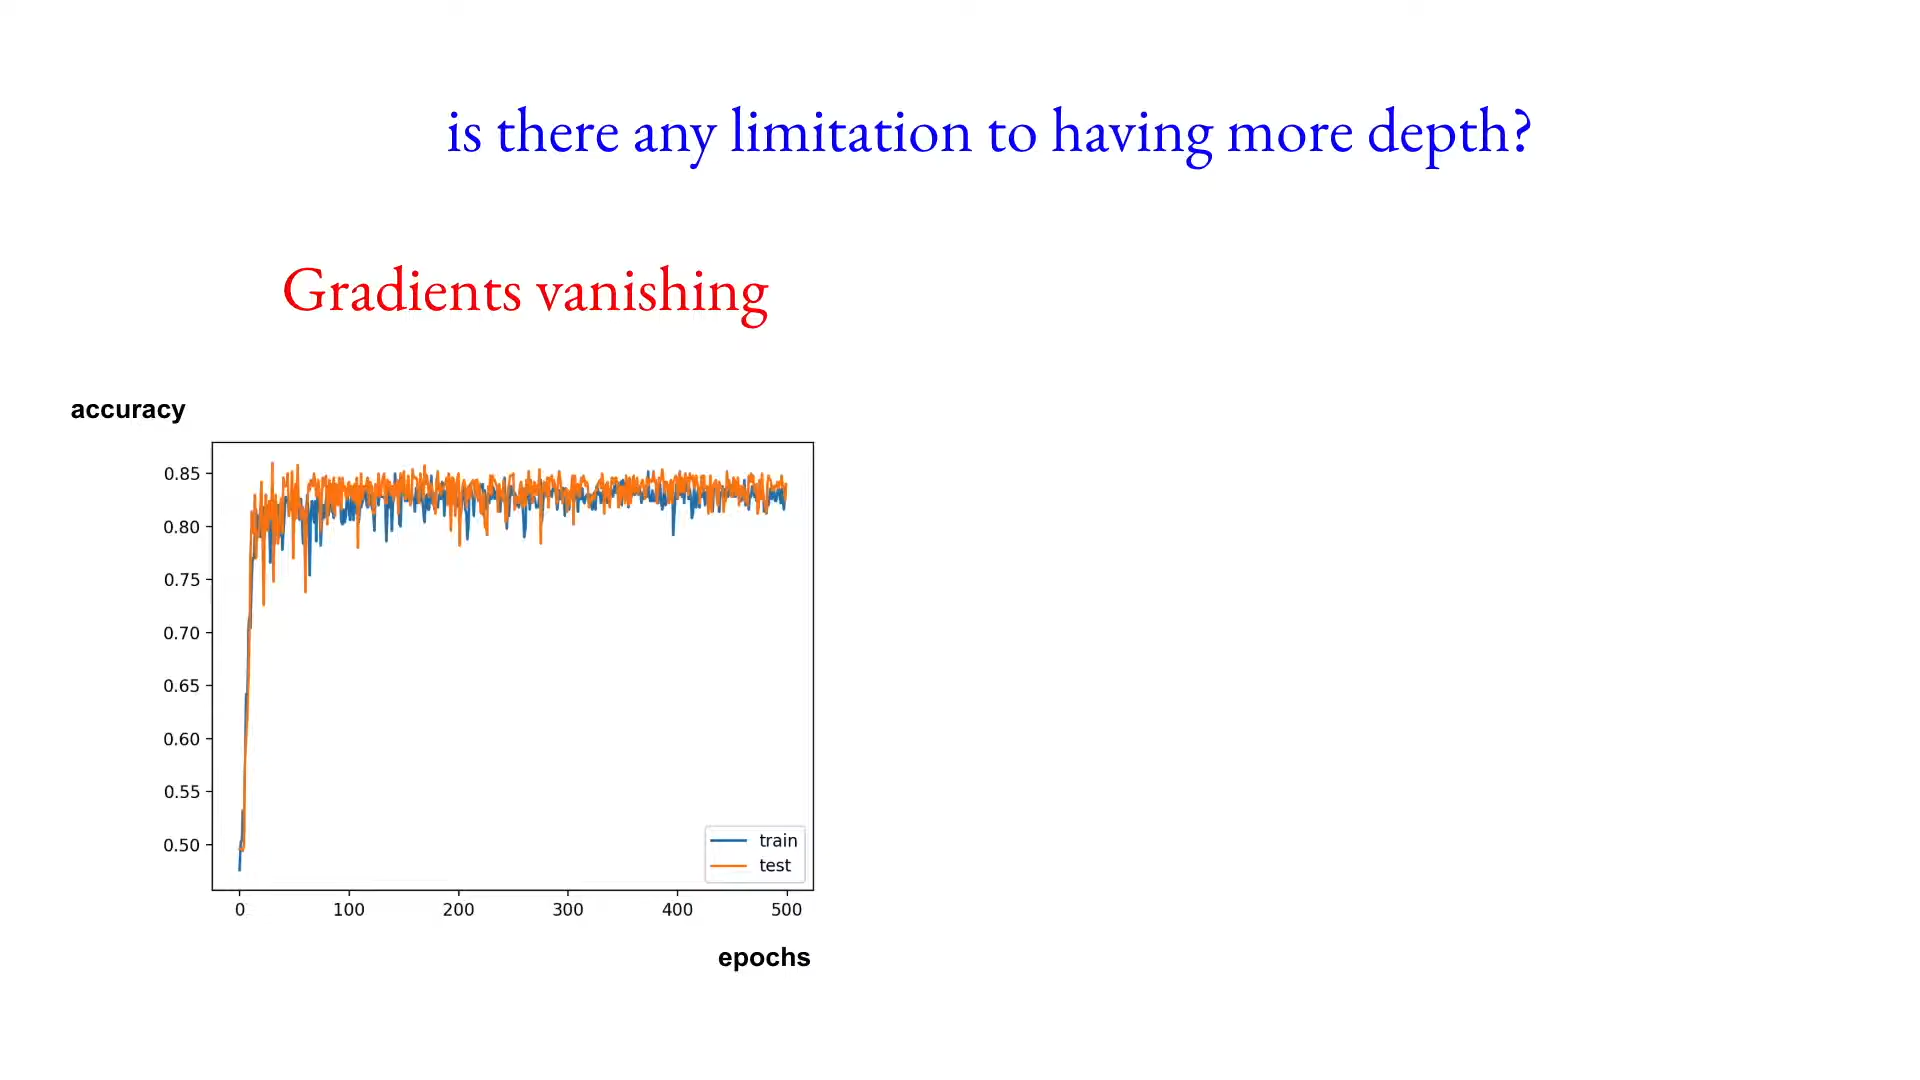 is there any limitation to having more depth?
Gradients vanishing
accuracy
0.85
0.80
0.75
0.70
0.65
0.60
0.55
0.50
train
test
0 100 200 300 400 500
epochs